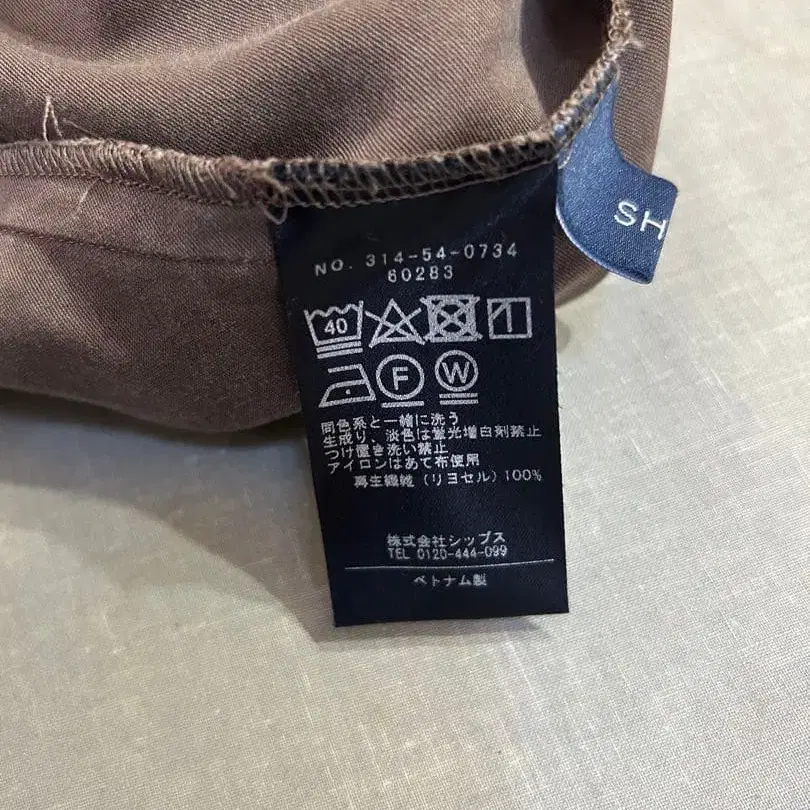 SH
NO. 314-54-0734
60283
40
F
W
同色系と一緒に洗う
生成り、淡色は蛍光増白剤禁止
つけ置き洗い禁止
アイロンはあて布使用
再生繊維 (リヨセル) 100%
株式会社シップス
TEL 0120-444-099
ベトナム製